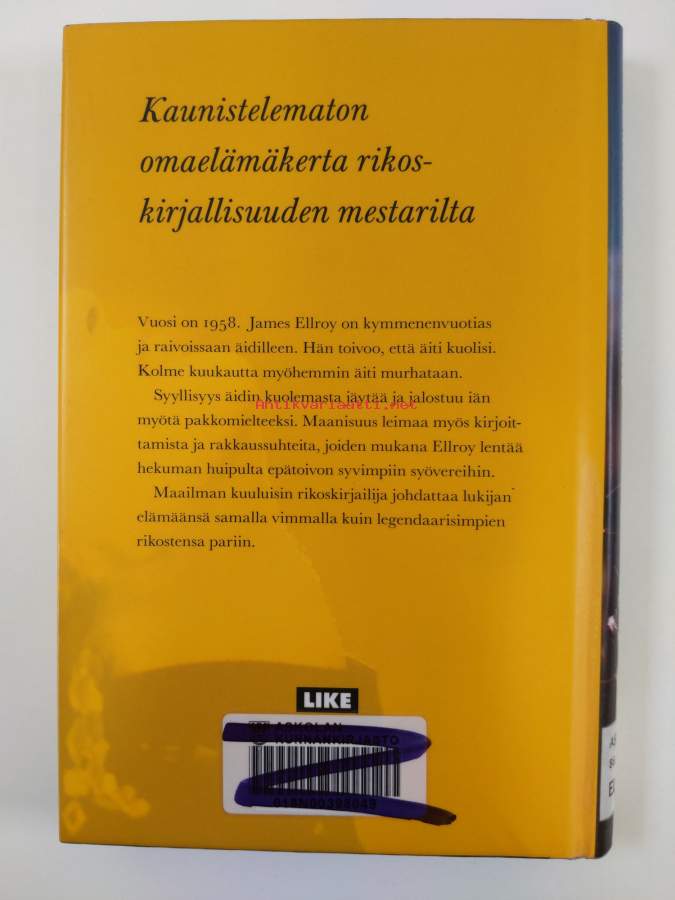 Kaunistelematon
omaelämäkerta rikos-
kirjallisuuden mestarilta
Vuosi on 1958. James Ellroy on kymmenenvuotias
ja raivoissaan äidilleen. Hän toivoo, että äiti kuolisi.
Kolme kuukautta myöhemmin äiti murhataan.
Syyllisyys äidin kuolemasta jäytää ja jalostuu iän
Antikvariaatti.net
myötä pakkomielteeksi. Maanisuus leimaa myös kirjoit-
tamista ja rakkaussuhteita, joiden mukana Ellroy lentää
hekuman huipulta epätoivon syvimpiin syövereihin.
Maailman kuuluisin rikoskirjailija johdattaa lukijan
elämäänsä samalla vimmalla kuin legendaarisimpien
rikostensa pariin.
LIKE
ASKOLAN
KUNNANKIRJASTO